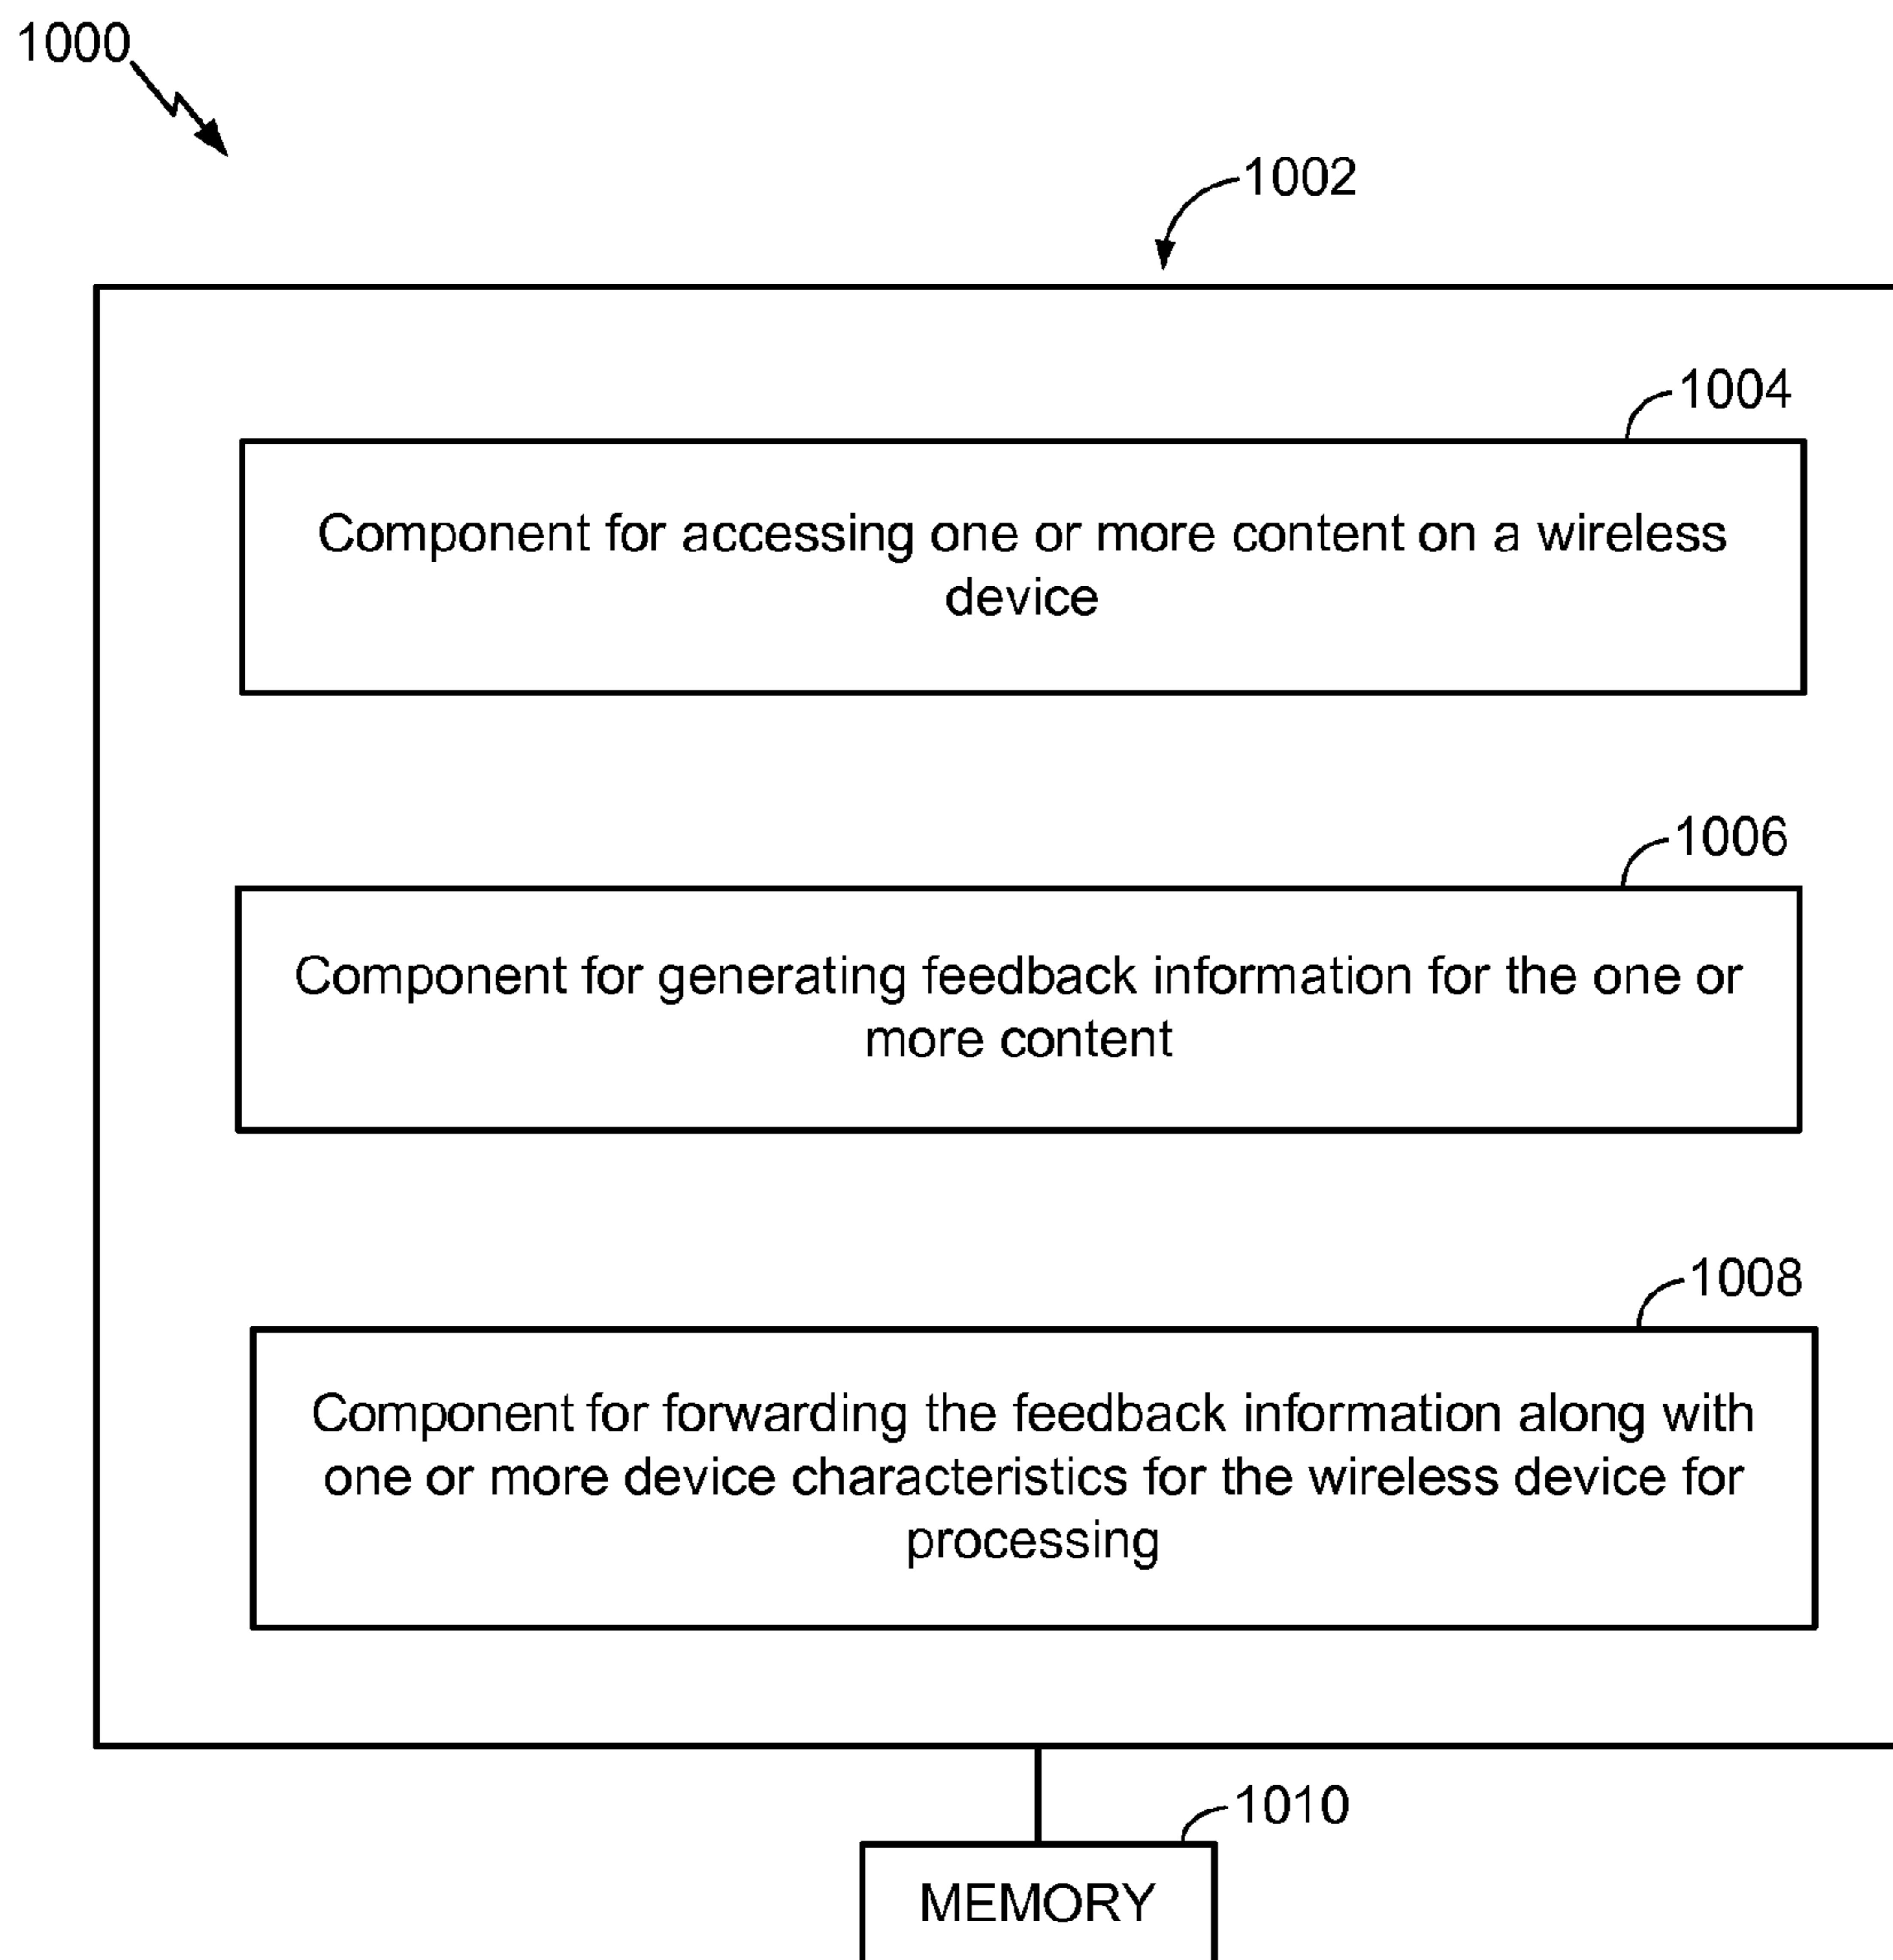 1000
1002
1004
Component for accessing one or more content on a wireless
device
1006
Component for generating feedback information for the one or
more content
1008
Component for forwarding the feedback information along with
one or more device characteristics for the wireless device for
processing
1010
MEMORY